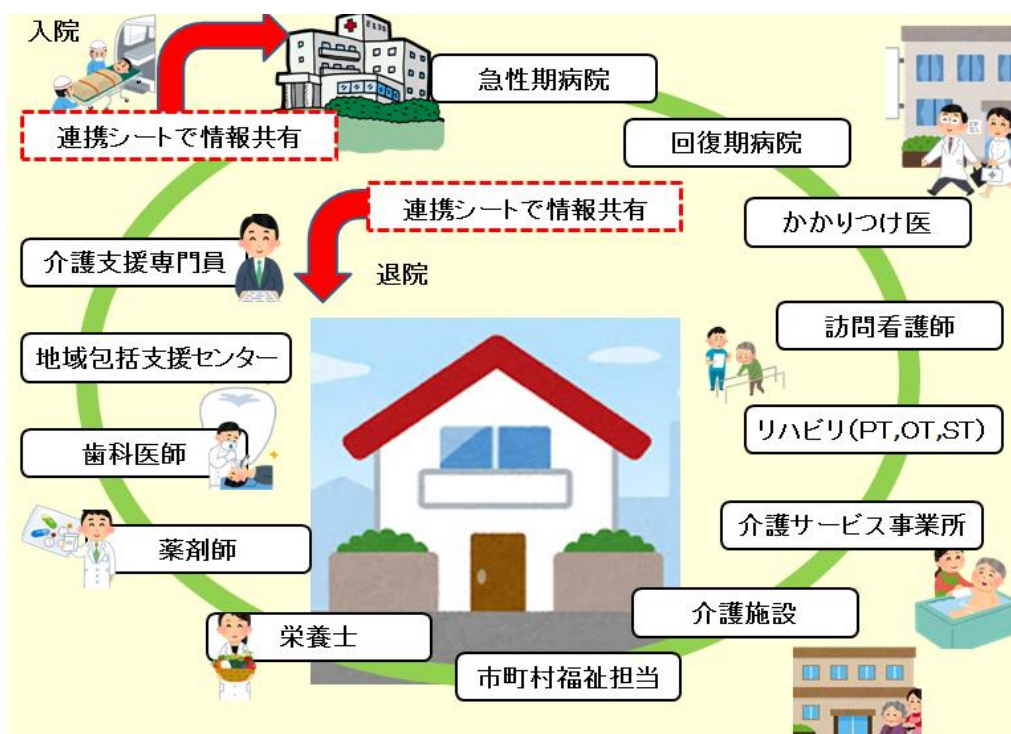 入院
連携シートで情報共有
急性期病院
回復期病院
かかりつけ医
連携シートで情報共有
退院
介護支援専門員
訪問看護師
地域包括支援センター
リハビリ(PT,OT,ST)
歯科医師
介護サービス事業所
薬剤師
介護施設
栄養士
市町村福祉担当